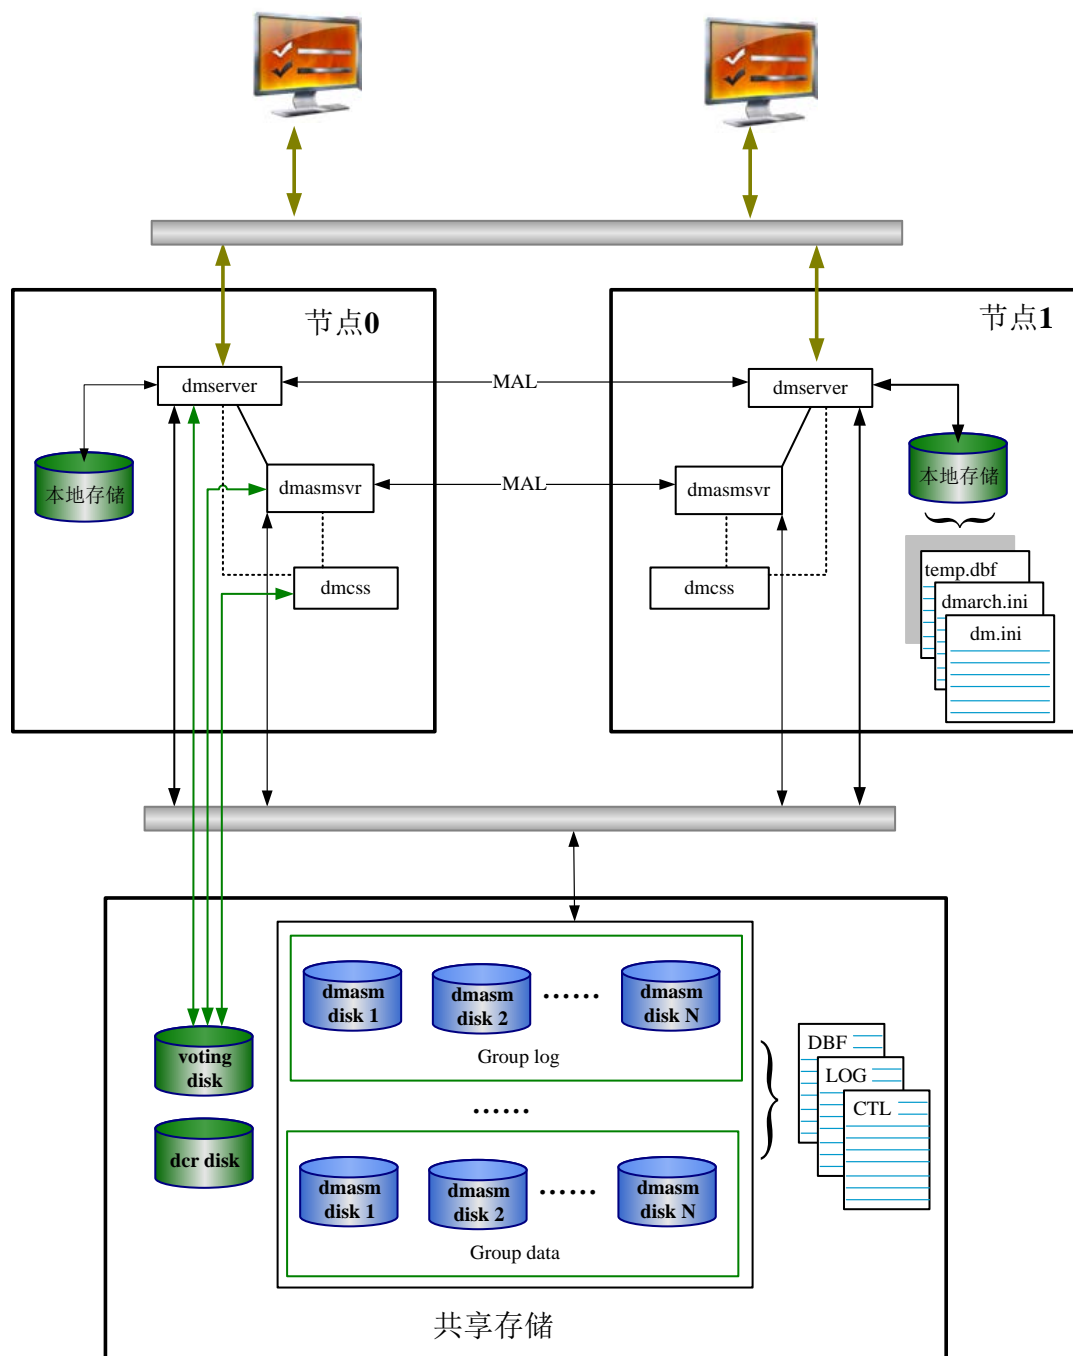 节点0
节点1
dmserver
MAL
dmserver
本地存储
dmasmsvr
MAL
dmasmsvr
本地存储
dmcss
dmcss
temp.dbf
dmarch.ini
dm.ini
dmasm
disk 1
dmasm
disk 2
······
dmasm
disk N
Group log
voting
disk
······
DBF
LOG
CTL
dcr disk
dmasm
disk 1
dmasm
disk 2
······
dmasm
disk N
Group data
共享存储